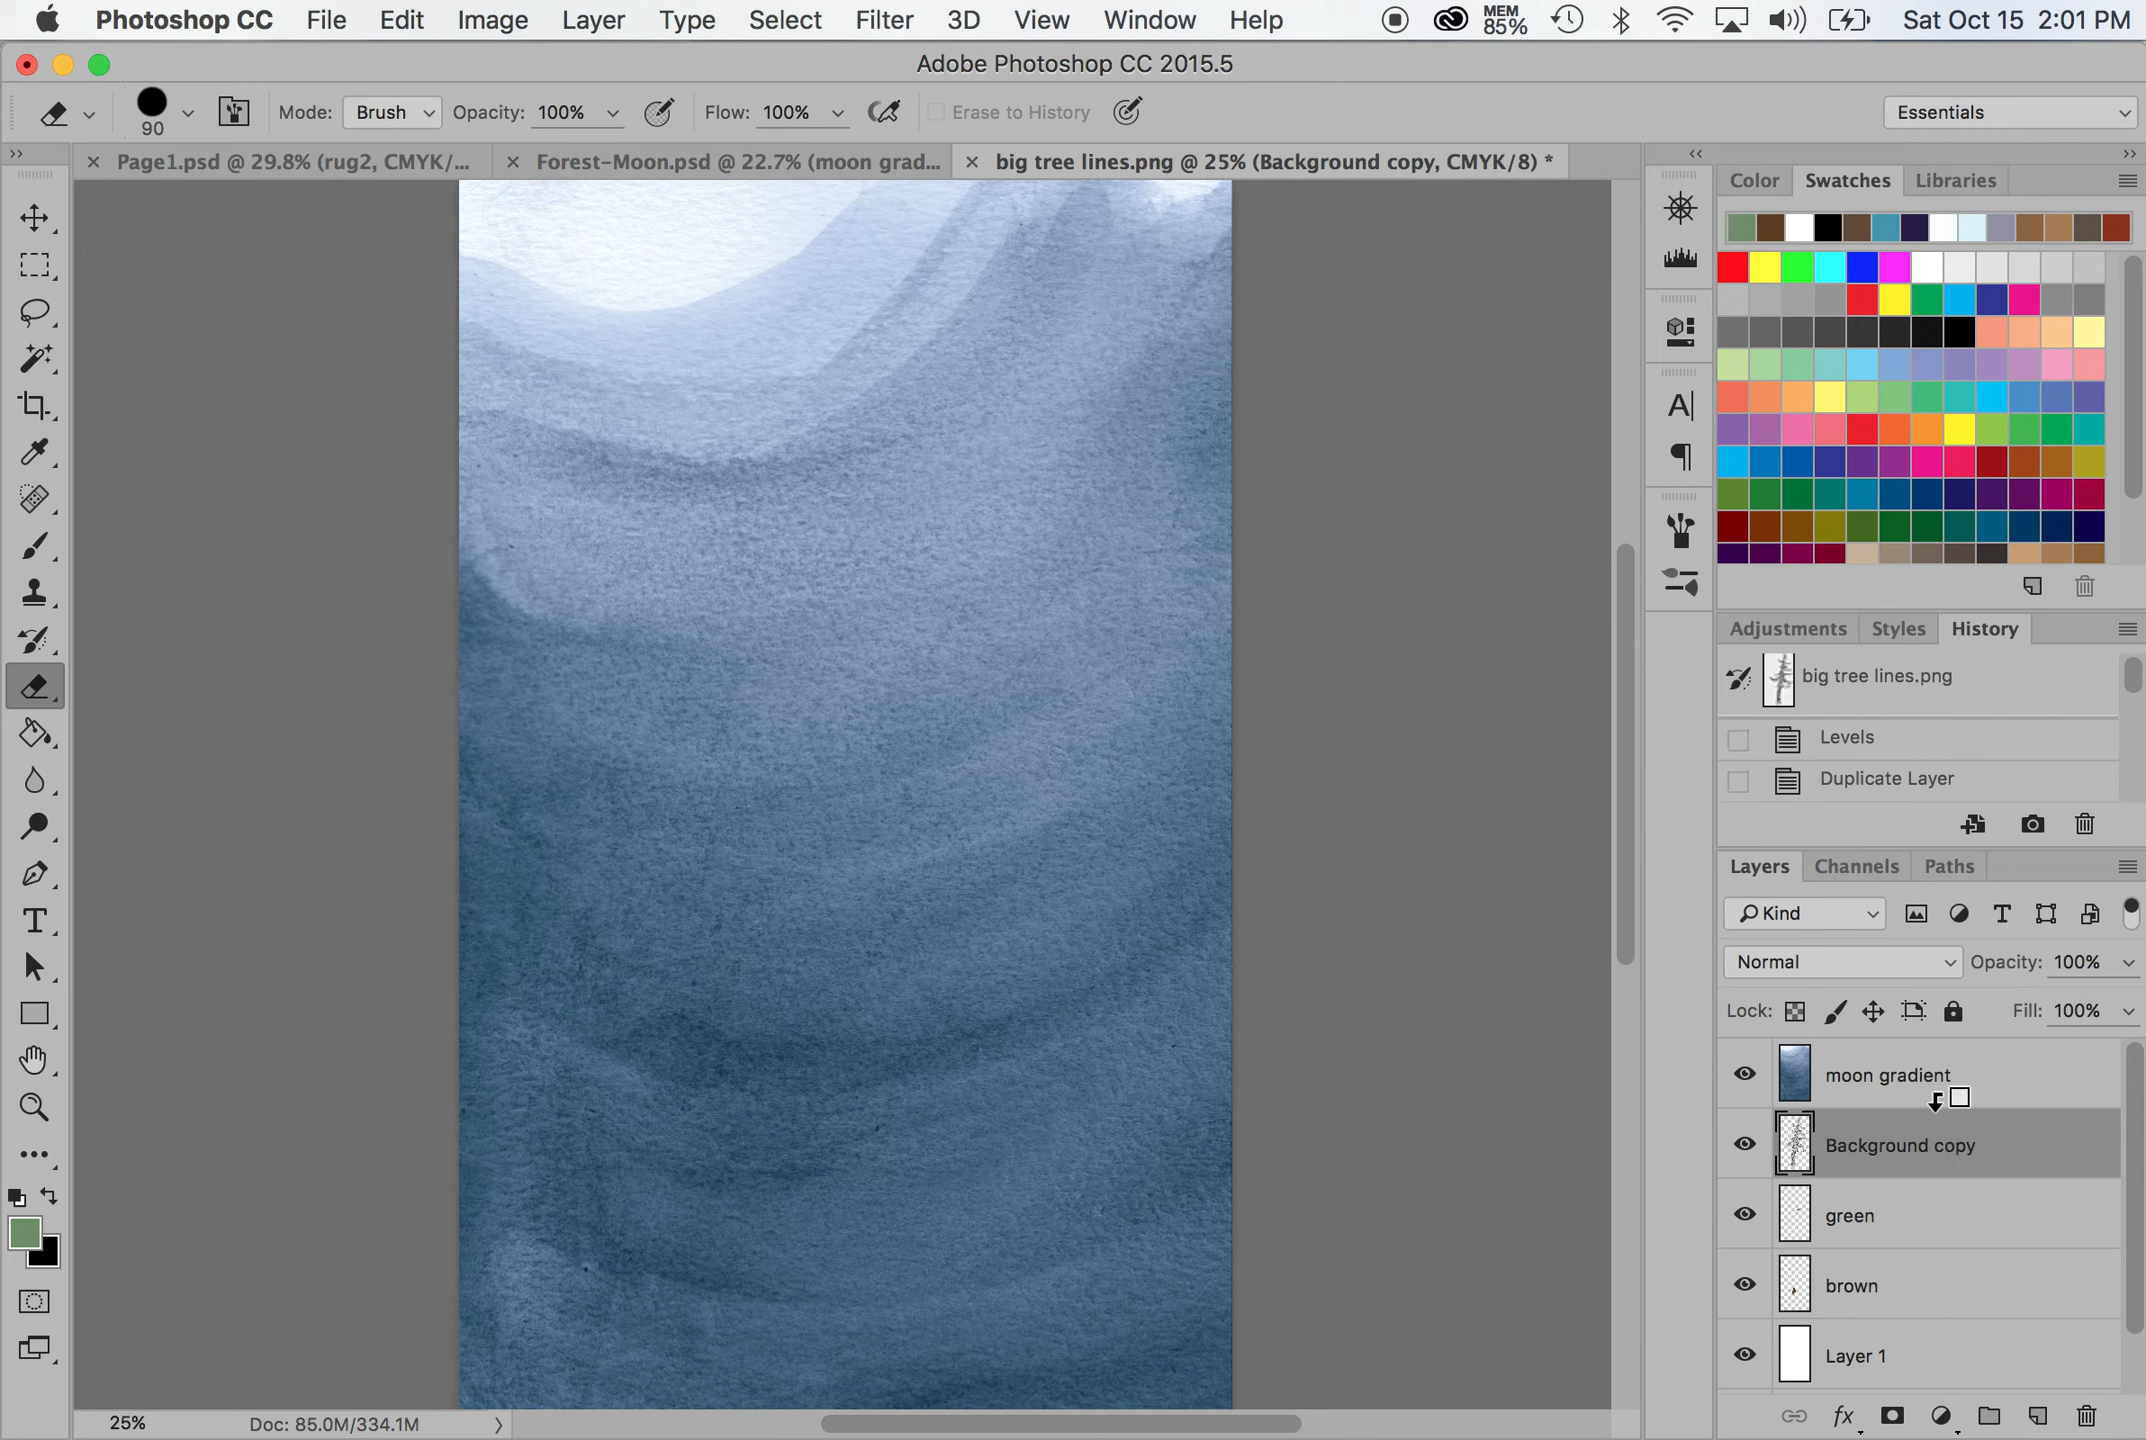 Photoshop CC File Edit Image Layer Type Select Filter 3D View Window Help MEM 85% Sat Oct 15 2:01 PM
Adobe Photoshop CC 2015.5
90 Mode: Brush Opacity: 100% Flow: 100% Erase to History Essentials
Page1.psd @ 29.8% (rug2, CMYK/... Forest-Moon.psd @ 22.7% (moon grad... big tree lines.png @ 25% (Background copy, CMYK/8) *
Color Swatches Libraries
Adjustments Styles History
big tree lines.png
Levels
Duplicate Layer
Layers Channels Paths
Kind
Normal Opacity: 100%
Lock: Fill: 100%
moon gradient
Background copy
green
brown
Layer 1
fx
25% Doc: 85.0M/334.1M